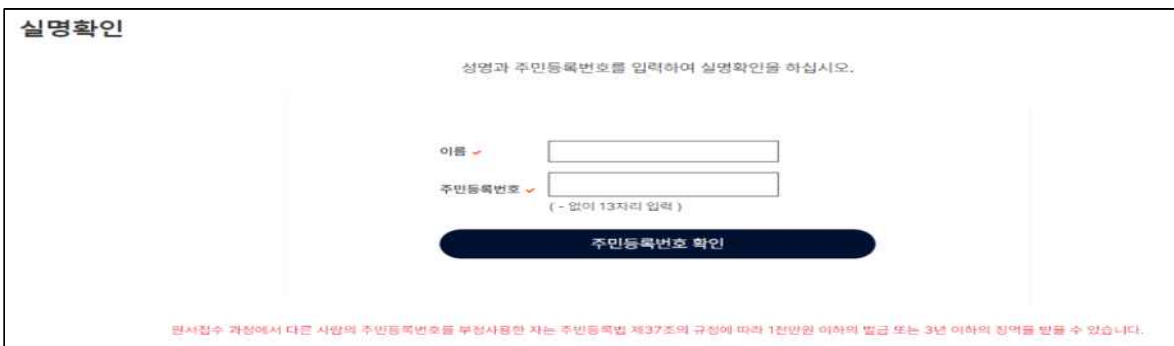 실명확인
성명과 주민등록번호를 입력하여 실명확인을 하십시오.
이름
주민등록번호
( - 없이 13자리 입력 )
주민등록번호 확인
원서접수 과정에서 다른 사람의 주민등록번호를 부정사용한 자는 주민등록법 제37조의 규정에 따라 1천만원 이하의 벌금 또는 3년 이하의 징역을 받을 수 있습니다.